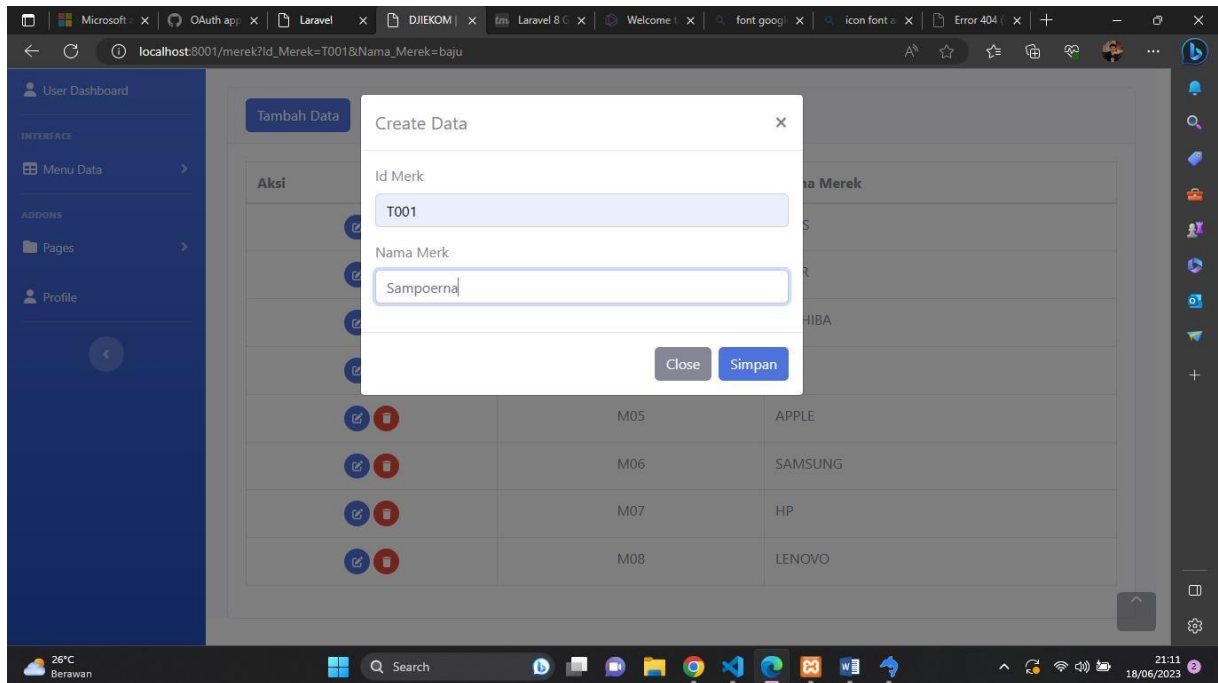 Microsoft
OAuth app
Laravel
DJIEKOM |
Laravel 8
Welcome
font goog
icon font
Error 404
localhost:8001/merek?Id_Merek=T001&Nama_Merek=baju
User Dashboard
INTERFACE
Menu Data
ADDONS
Pages
Profile
Tambah Data
Create Data
Id Merk
T001
Nama Merk
Sampoerna
Close
Simpan
Aksi
Merek
M05
APPLE
M06
SAMSUNG
M07
HP
M08
LENOVO
26°C
Berawan
Search
21:11
18/06/2023
2